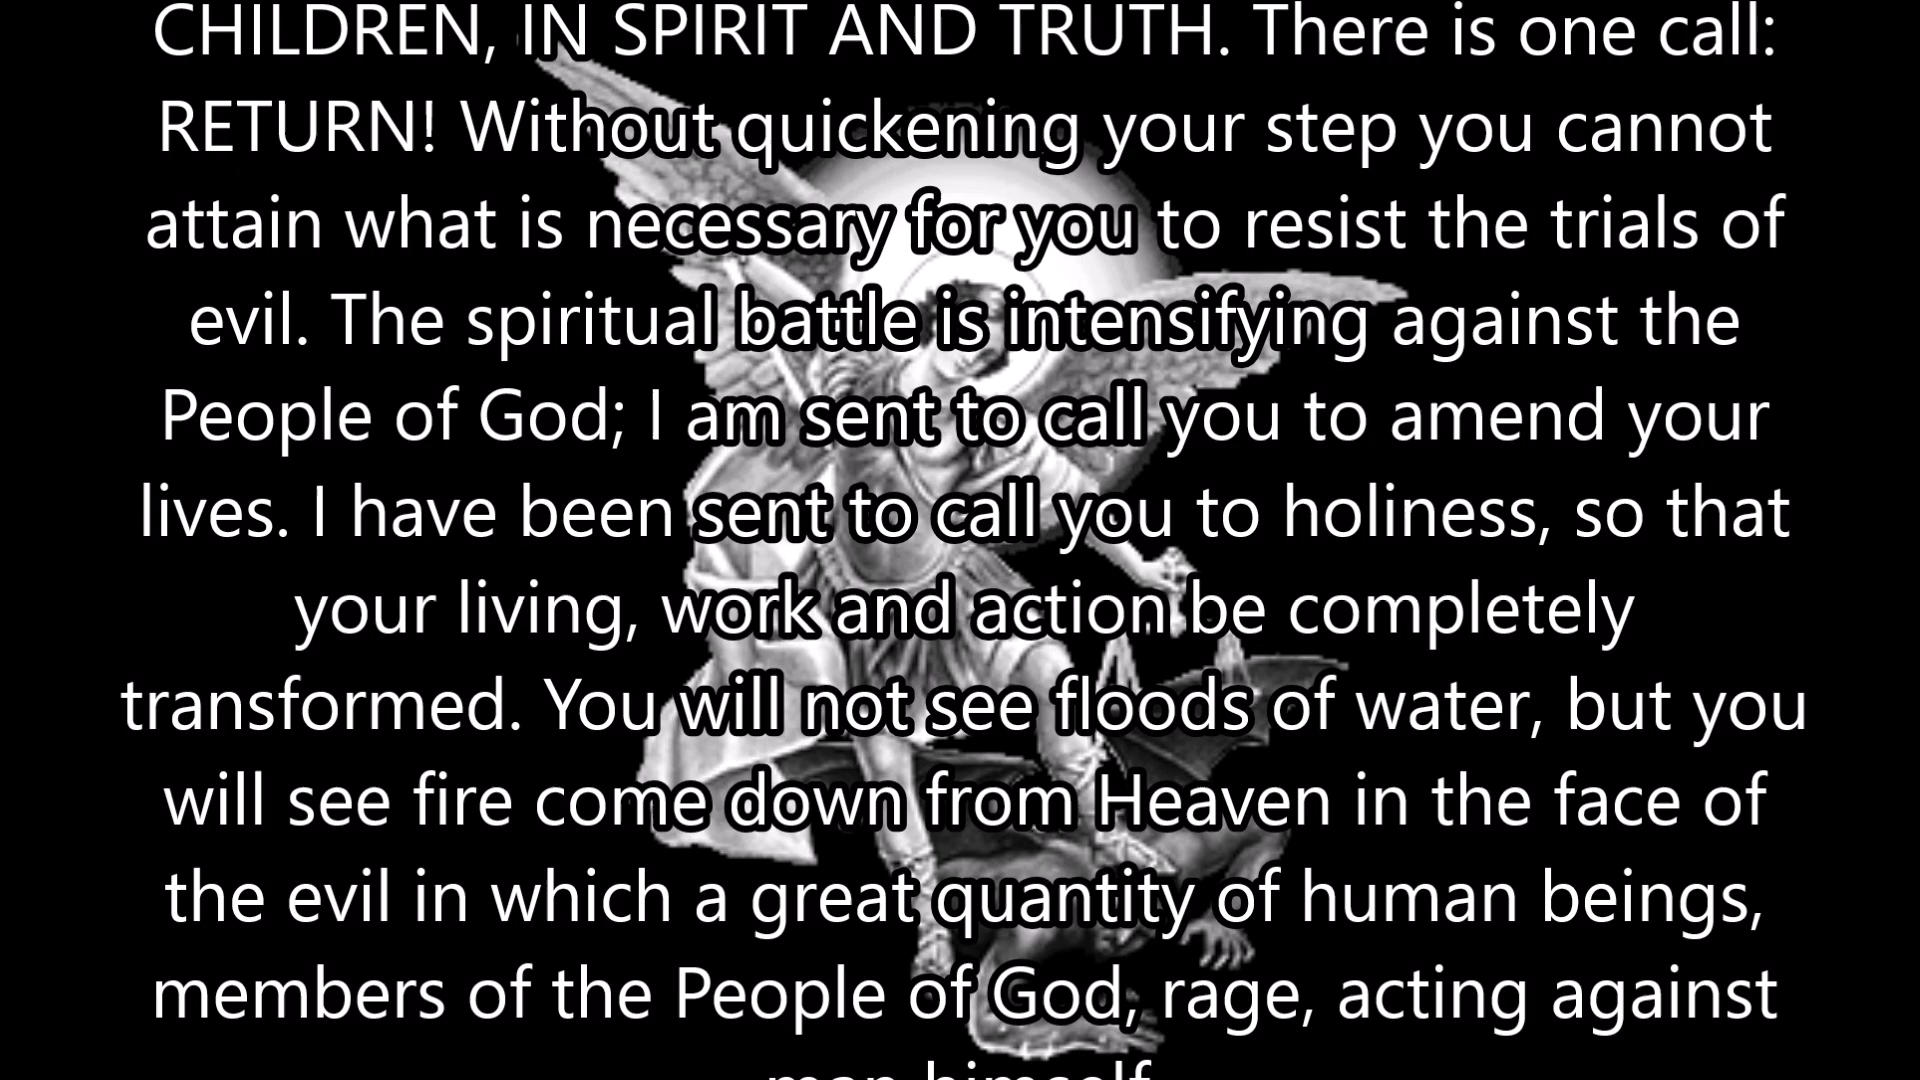 CHILDREN, IN SPIRIT AND TRUTH. There is one call:
RETURN! Without quickening your step you cannot
attain what is necessary for you to resist the trials of
evil. The spiritual battle is intensifying against the
People of God; I am sent to call you to amend your
lives. I have been sent to call you to holiness, so that
your living, work and action be completely
transformed. You will not see floods of water, but you
will see fire come down from Heaven in the face of
the evil in which a great quantity of human beings,
members of the People of God, rage, acting against
man himself